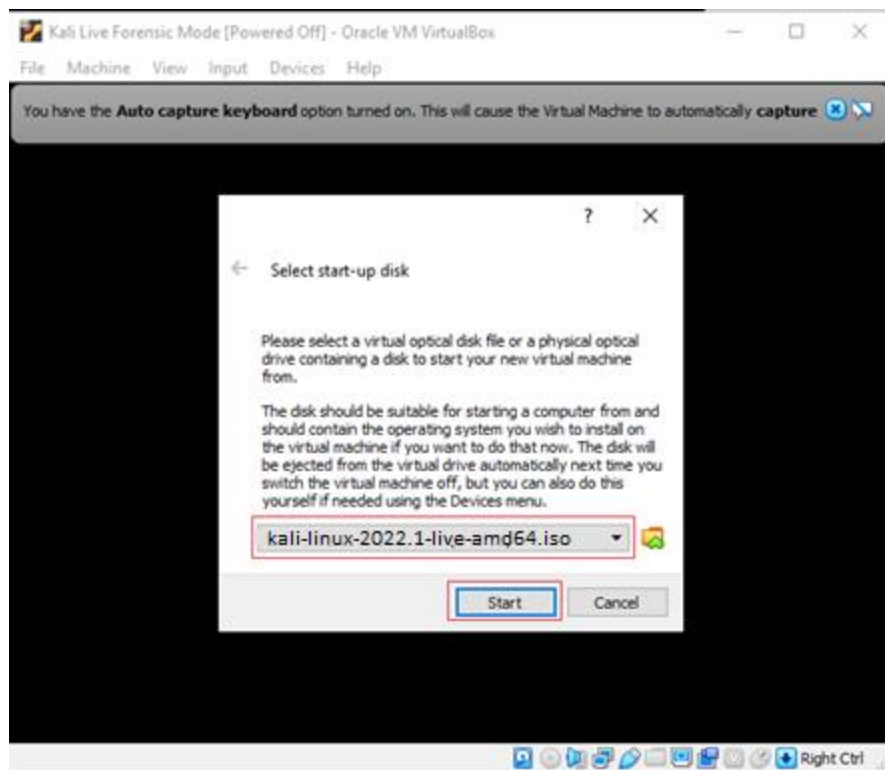 Kali Live Forensic Mode [Powered Off] - Oracle VM VirtualBox
File Machine View Input Devices Help
You have the Auto capture keyboard option turned on. This will cause the Virtual Machine to automatically capture
?
Select start-up disk
Please select a virtual optical disk file or a physical optical
drive containing a disk to start your new virtual machine
from.
The disk should be suitable for starting a computer from and
should contain the operating system you wish to install on
the virtual machine if you want to do that now. The disk will
be ejected from the virtual drive automatically next time you
switch the virtual machine off, but you can also do this
yourself if needed using the Devices menu.
kali-linux-2022.1-live-amd64.iso
Start Cancel
Right Ctrl